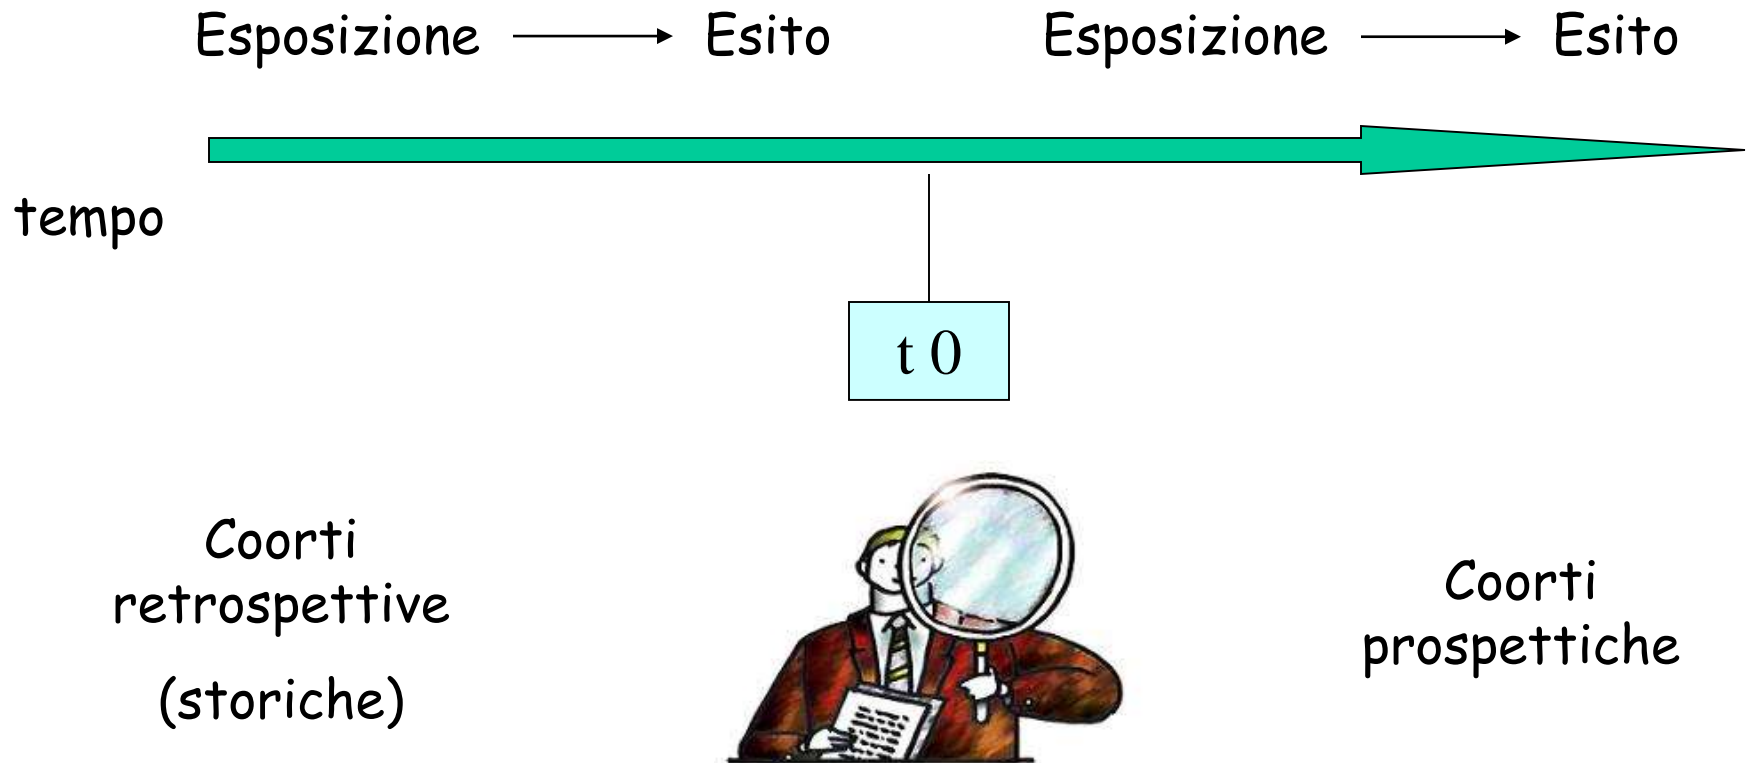 Esposizione Esito Esposizione Esito
tempo
t 0
Coorti
retrospettive
(storiche)
Coorti
prospettiche